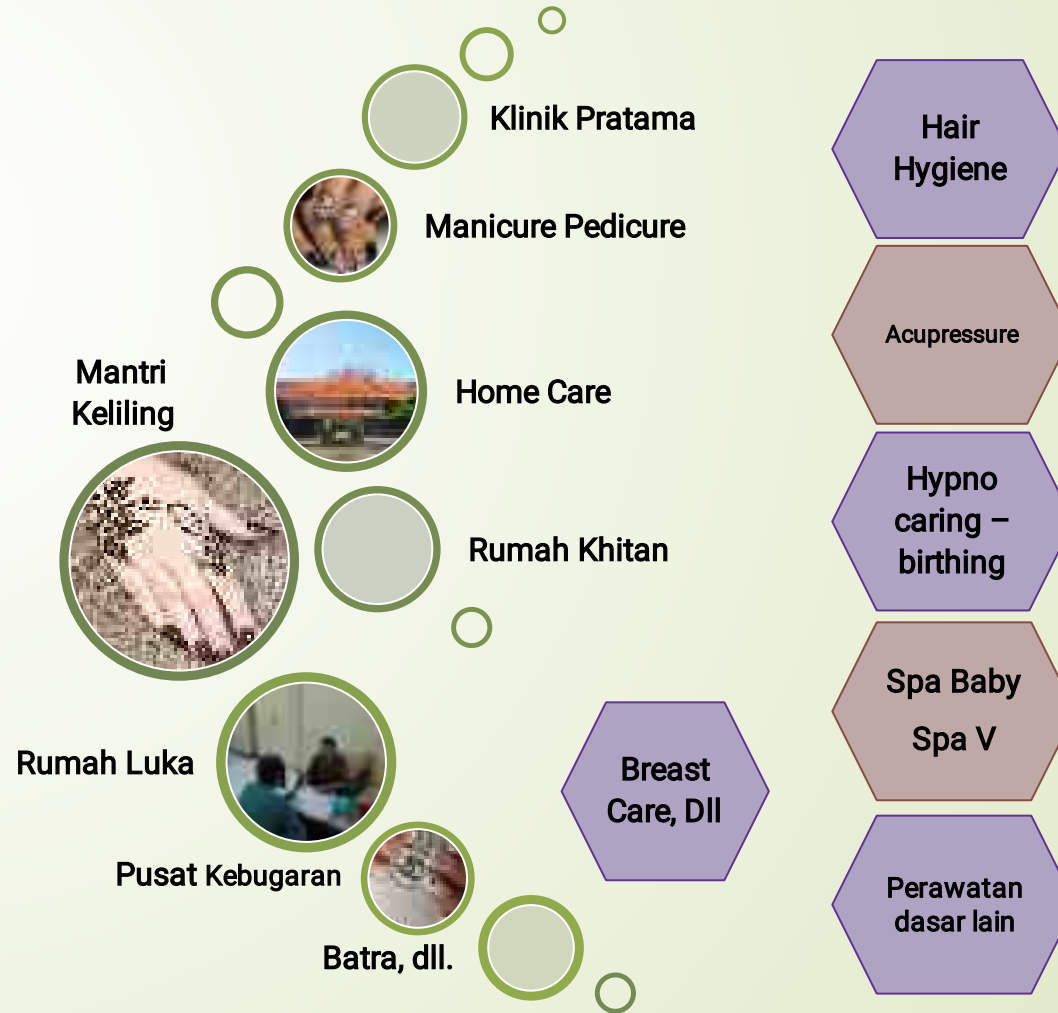 Klinik Pratama
Manicure Pedicure
Home Care
Mantri
Keliling
Rumah Khitan
Rumah Luka
Pusat Kebugaran
Batra, dll.
Breast
Care, Dll
Hair
Hygiene
Acupressure
Hypno
caring –
birthing
Spa Baby
Spa V
Perawatan
dasar lain